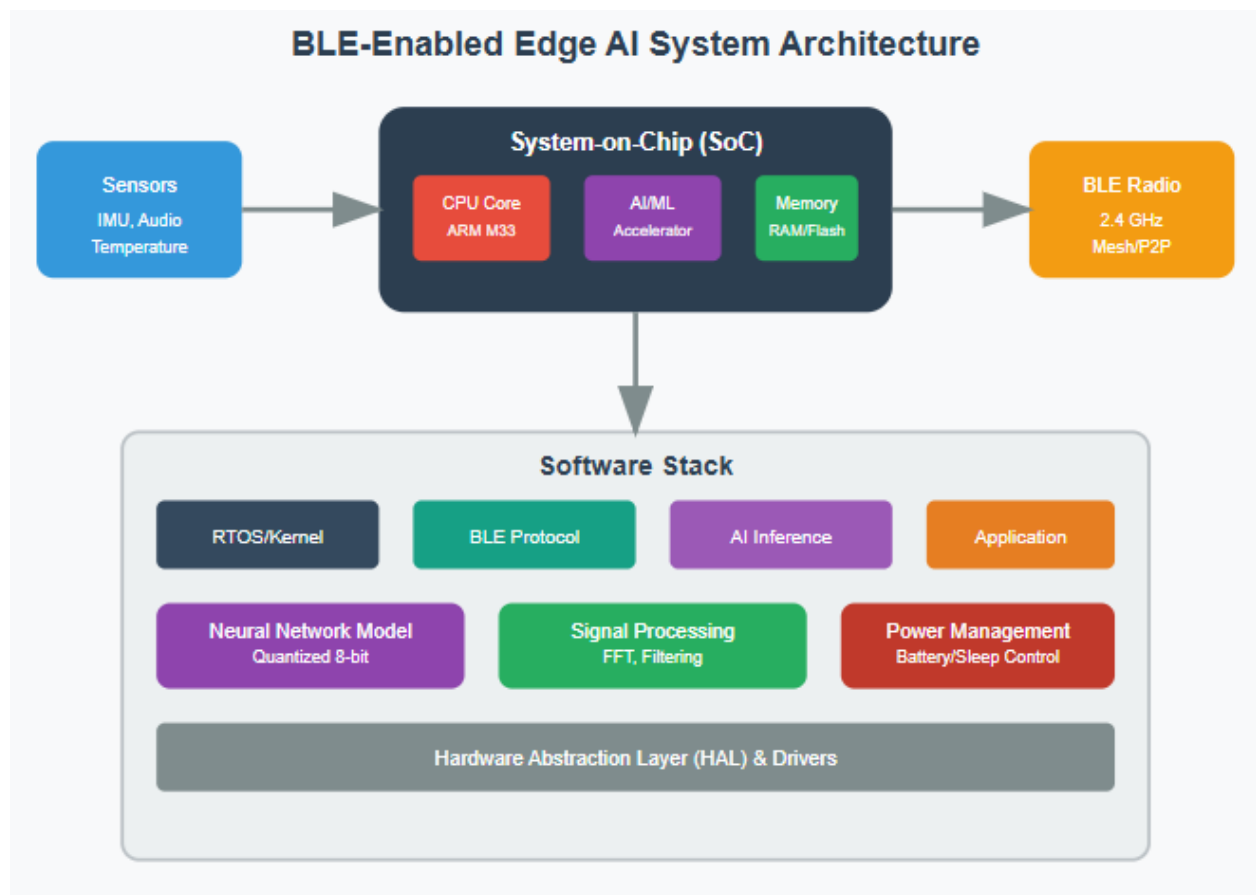 BLE-Enabled Edge AI System Architecture
System-on-Chip (SoC)
Sensors
IMU, Audio
Temperature
CPU Core
ARM M33
AI/ML
Accelerator
Memory
RAM/Flash
BLE Radio
2.4 GHz
Mesh/P2P
Software Stack
RTOS/Kernel
BLE Protocol
AI Inference
Application
Neural Network Model
Quantized 8-bit
Signal Processing
FFT, Filtering
Power Management
Battery/Sleep Control
Hardware Abstraction Layer (HAL) & Drivers